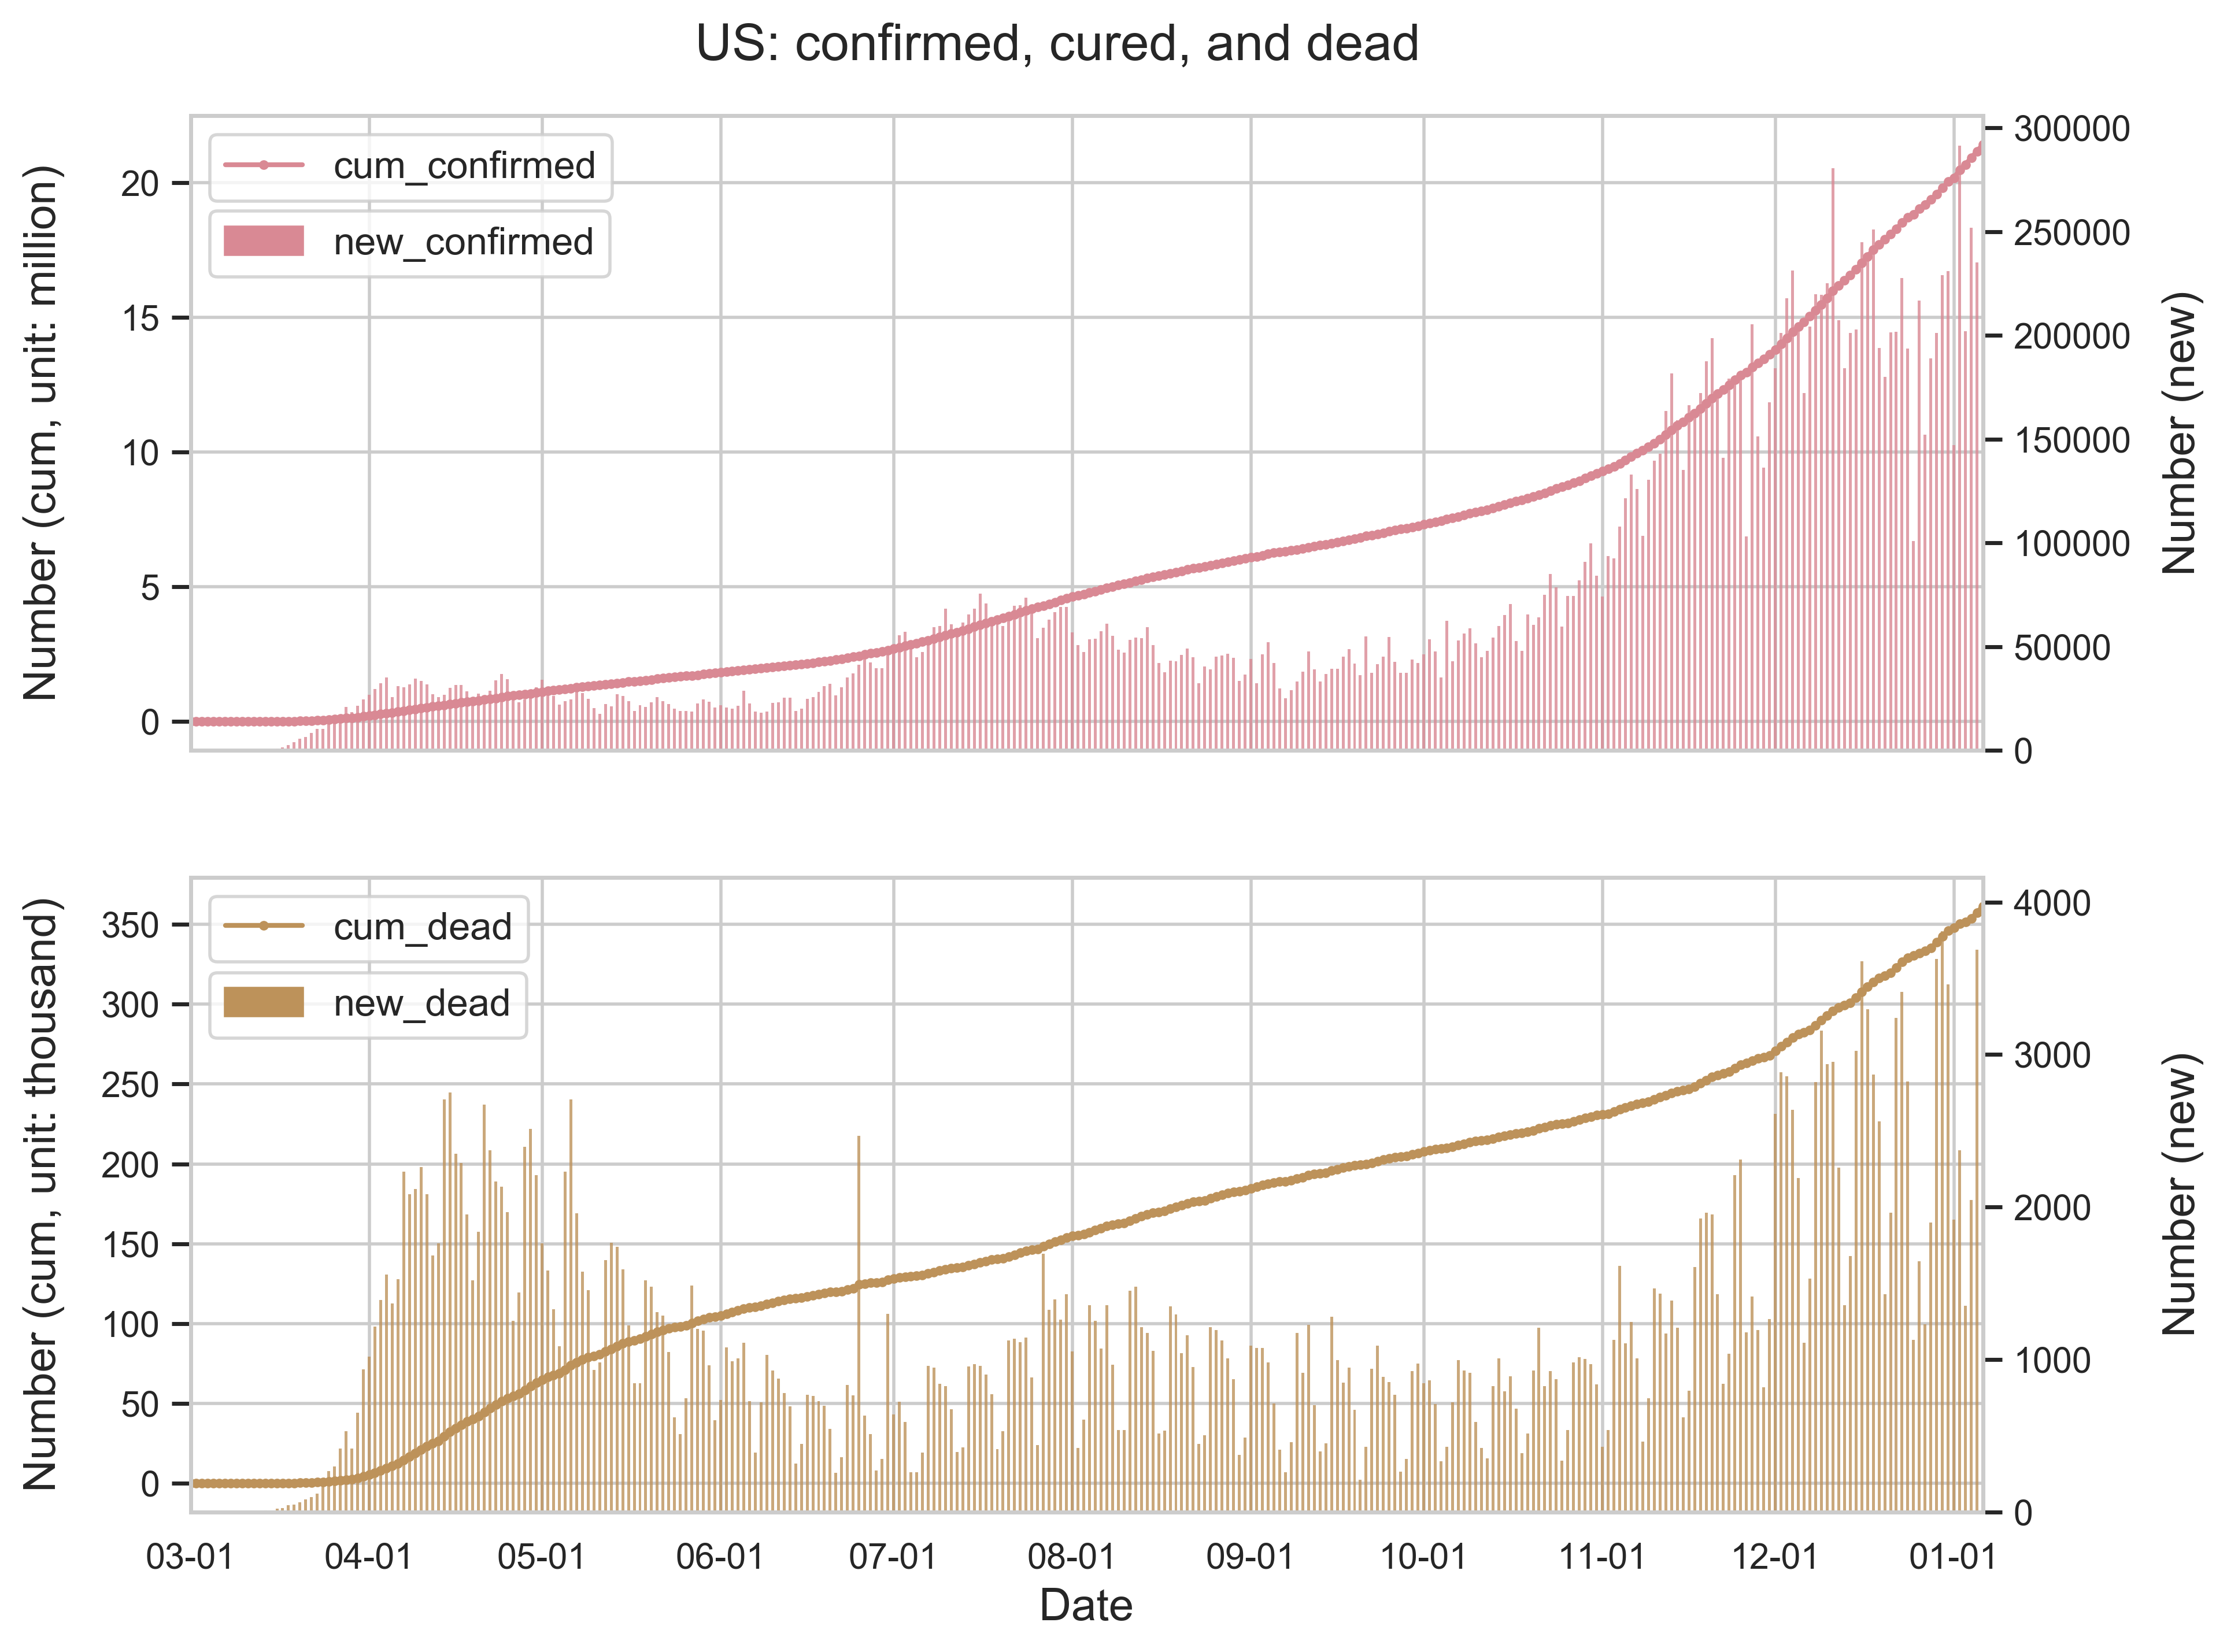 US: confirmed, cured, and dead
cum_confirmed
new_confirmed
Number (cum, unit: million)
20
15
10
5
0
300000
250000
200000
150000
100000
50000
0
Number (new)
cum_dead
new_dead
Number (cum, unit: thousand)
350
300
250
200
150
100
50
0
4000
3000
2000
1000
0
Number (new)
03-01 04-01 05-01 06-01 07-01 08-01 09-01 10-01 11-01 12-01 01-01
Date